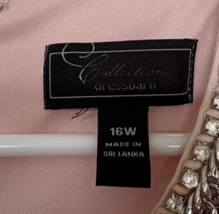 Collection
dressbarn
16W
MADE IN
SRI LANKA